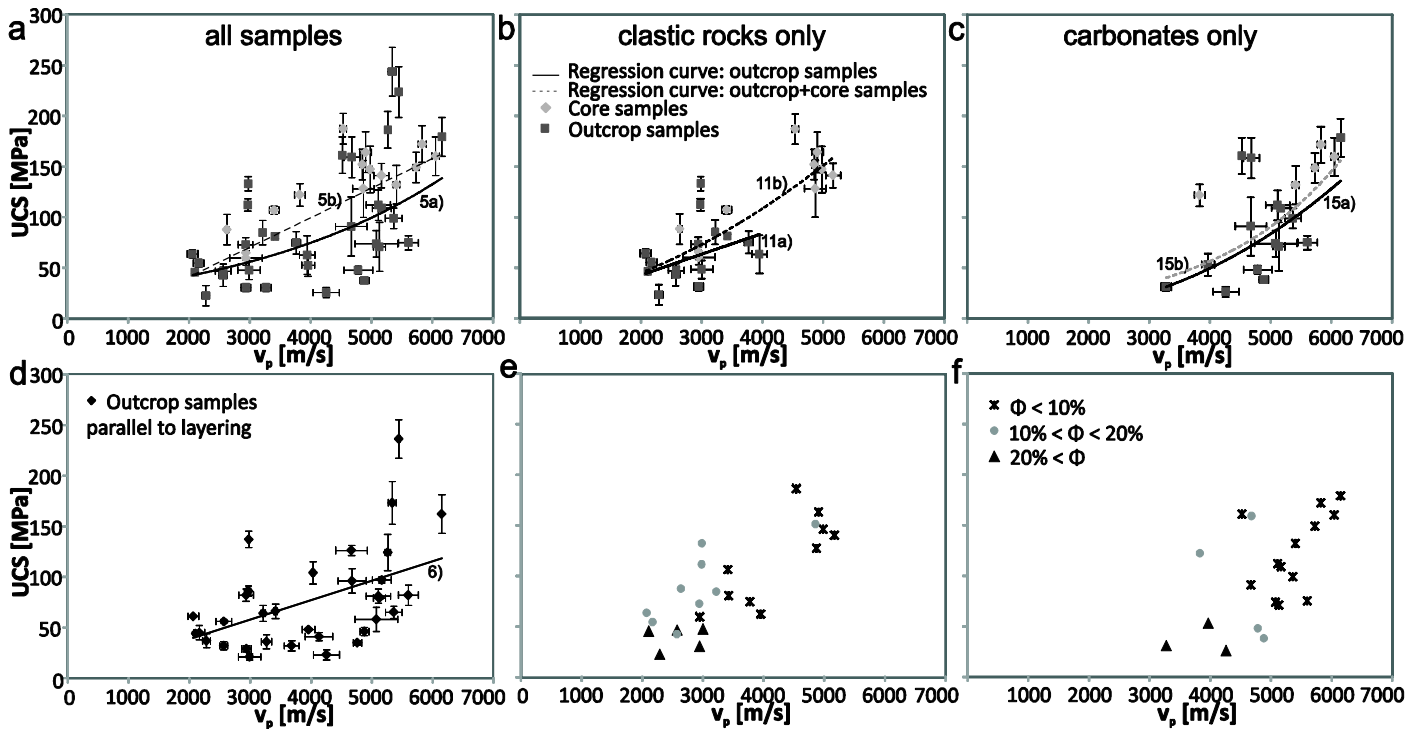 a
all samples
300
250
200
150
100
50
0
UCS [MPa]
5b)
5a)
0 1000 2000 3000 4000 5000 6000 7000
vₚ [m/s]
b
clastic rocks only
Regression curve: outcrop samples
Regression curve: outcrop+core samples
Core samples
Outcrop samples
11b)
11a)
0 1000 2000 3000 4000 5000 6000 7000
vₚ [m/s]
c
carbonates only
15a)
15b)
0 1000 2000 3000 4000 5000 6000 7000
vₚ [m/s]
d
300
250
200
150
100
50
0
UCS [MPa]
Outcrop samples
parallel to layering
6)
0 1000 2000 3000 4000 5000 6000 7000
vₚ [m/s]
e
0 1000 2000 3000 4000 5000 6000 7000
vₚ [m/s]
f
Φ < 10%
10% < Φ < 20%
20% < Φ
0 1000 2000 3000 4000 5000 6000 7000
vₚ [m/s]